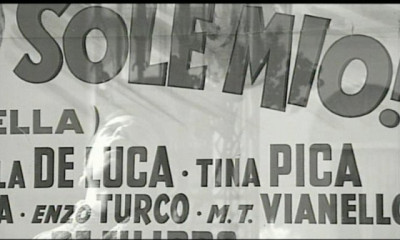 SOLE MIO!
ELLA)
LA DE LUCA · TINA PICA
A · ENZO TURCO · M. T. VIANELLO